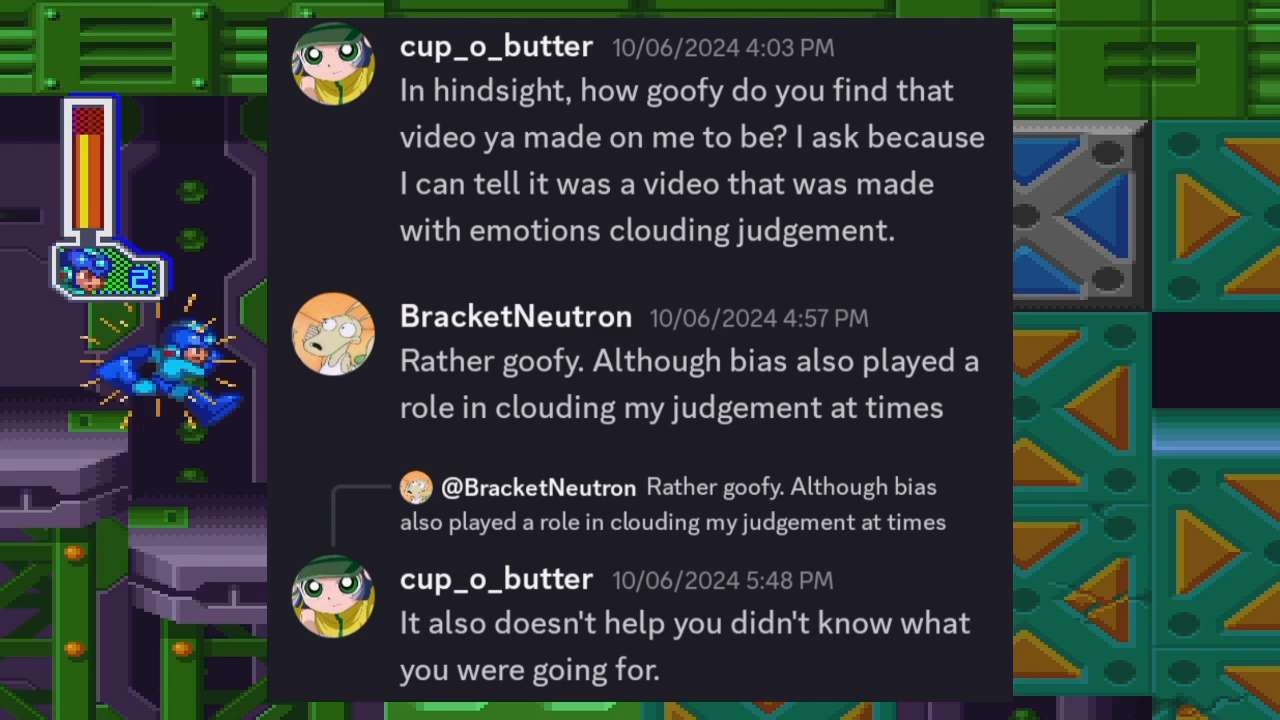 cup_o_butter 10/06/2024 4:03 PM
In hindsight, how goofy do you find that
video ya made on me to be? I ask because
I can tell it was a video that was made
with emotions clouding judgement.
BracketNeutron 10/06/2024 4:57 PM
Rather goofy. Although bias also played a
role in clouding my judgement at times
@BracketNeutron Rather goofy. Although bias
also played a role in clouding my judgement at times
cup_o_butter 10/06/2024 5:48 PM
It also doesn't help you didn't know what
you were going for.
2